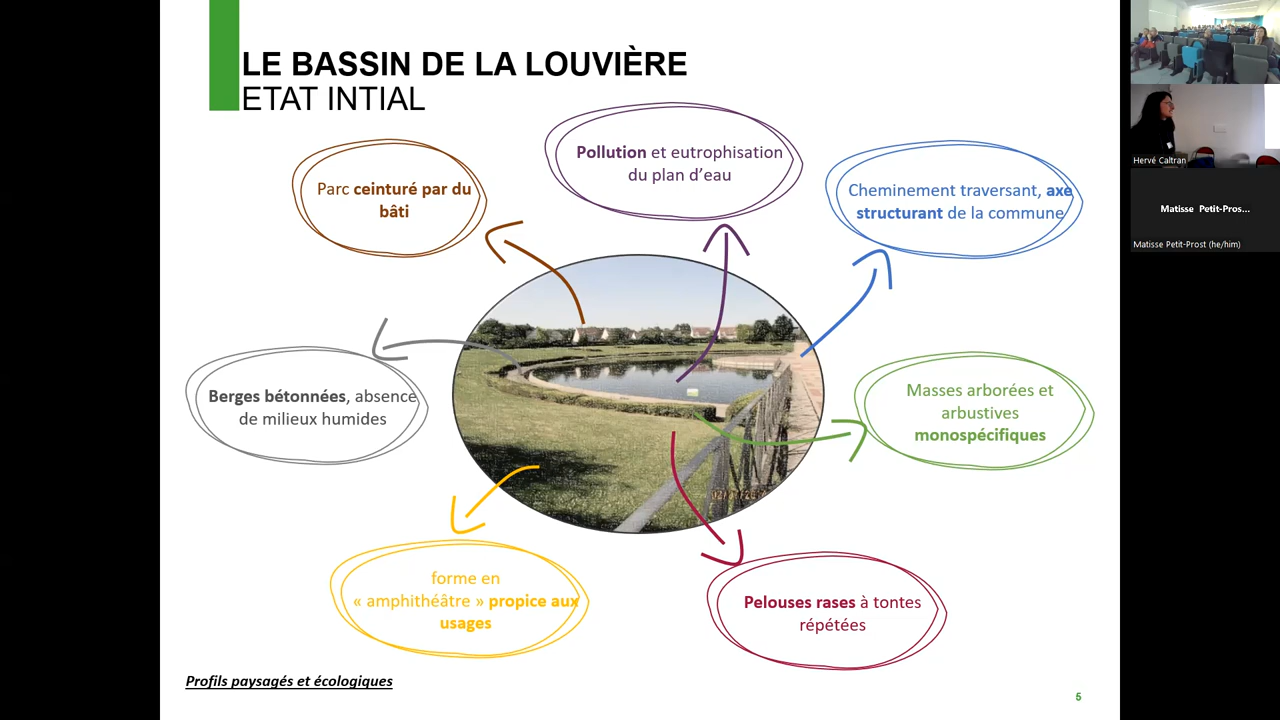 LE BASSIN DE LA LOUVIÈRE
ETAT INTIAL
Pollution et eutrophisation
du plan d'eau
Parc ceinturé par du
bâti
Cheminement traversant, axe
structurant de la commune
Berges bétonnées, absence
de milieux humides
Masses arborées et
arbustives
monospécifiques
forme en
« amphithéâtre » propice aux
usages
Pelouses rases à tontes
répétées
Profils paysagés et écologiques
5
Hervé Caltran
Matisse Petit-Pros...
Matisse Petit-Prost (he/him)